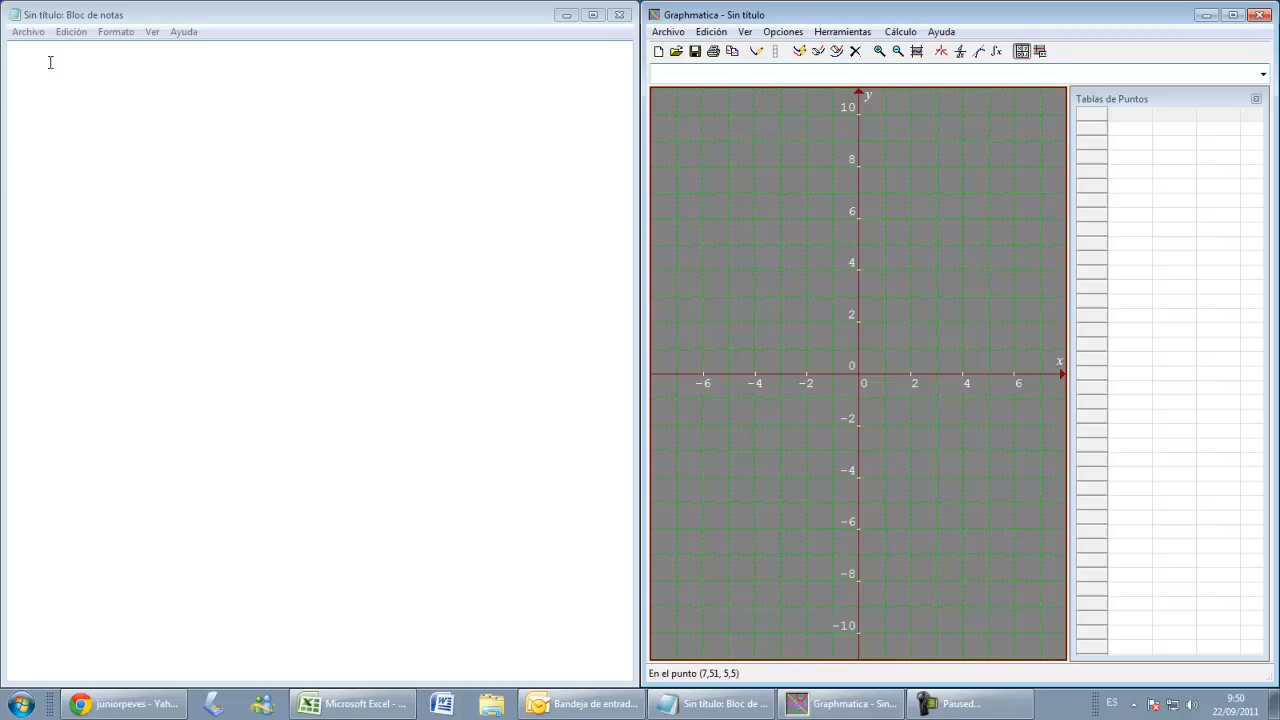 Sin título: Bloc de notas
Archivo Edición Formato Ver Ayuda
Graphmatica - Sin título
Archivo Edición Ver Opciones Herramientas Cálculo Ayuda
y
10
8
6
4
2
0
x
-6 -4 -2 0 2 4 6
-2
-4
-6
-8
-10
Tablas de Puntos
En el punto (7,51, 5,5)
juniorpeves - Yah...
Microsoft Excel - ...
Bandeja de entrad...
Sin título: Bloc de ...
Graphmatica - Sin...
Paused...
ES
9:50
22/09/2011